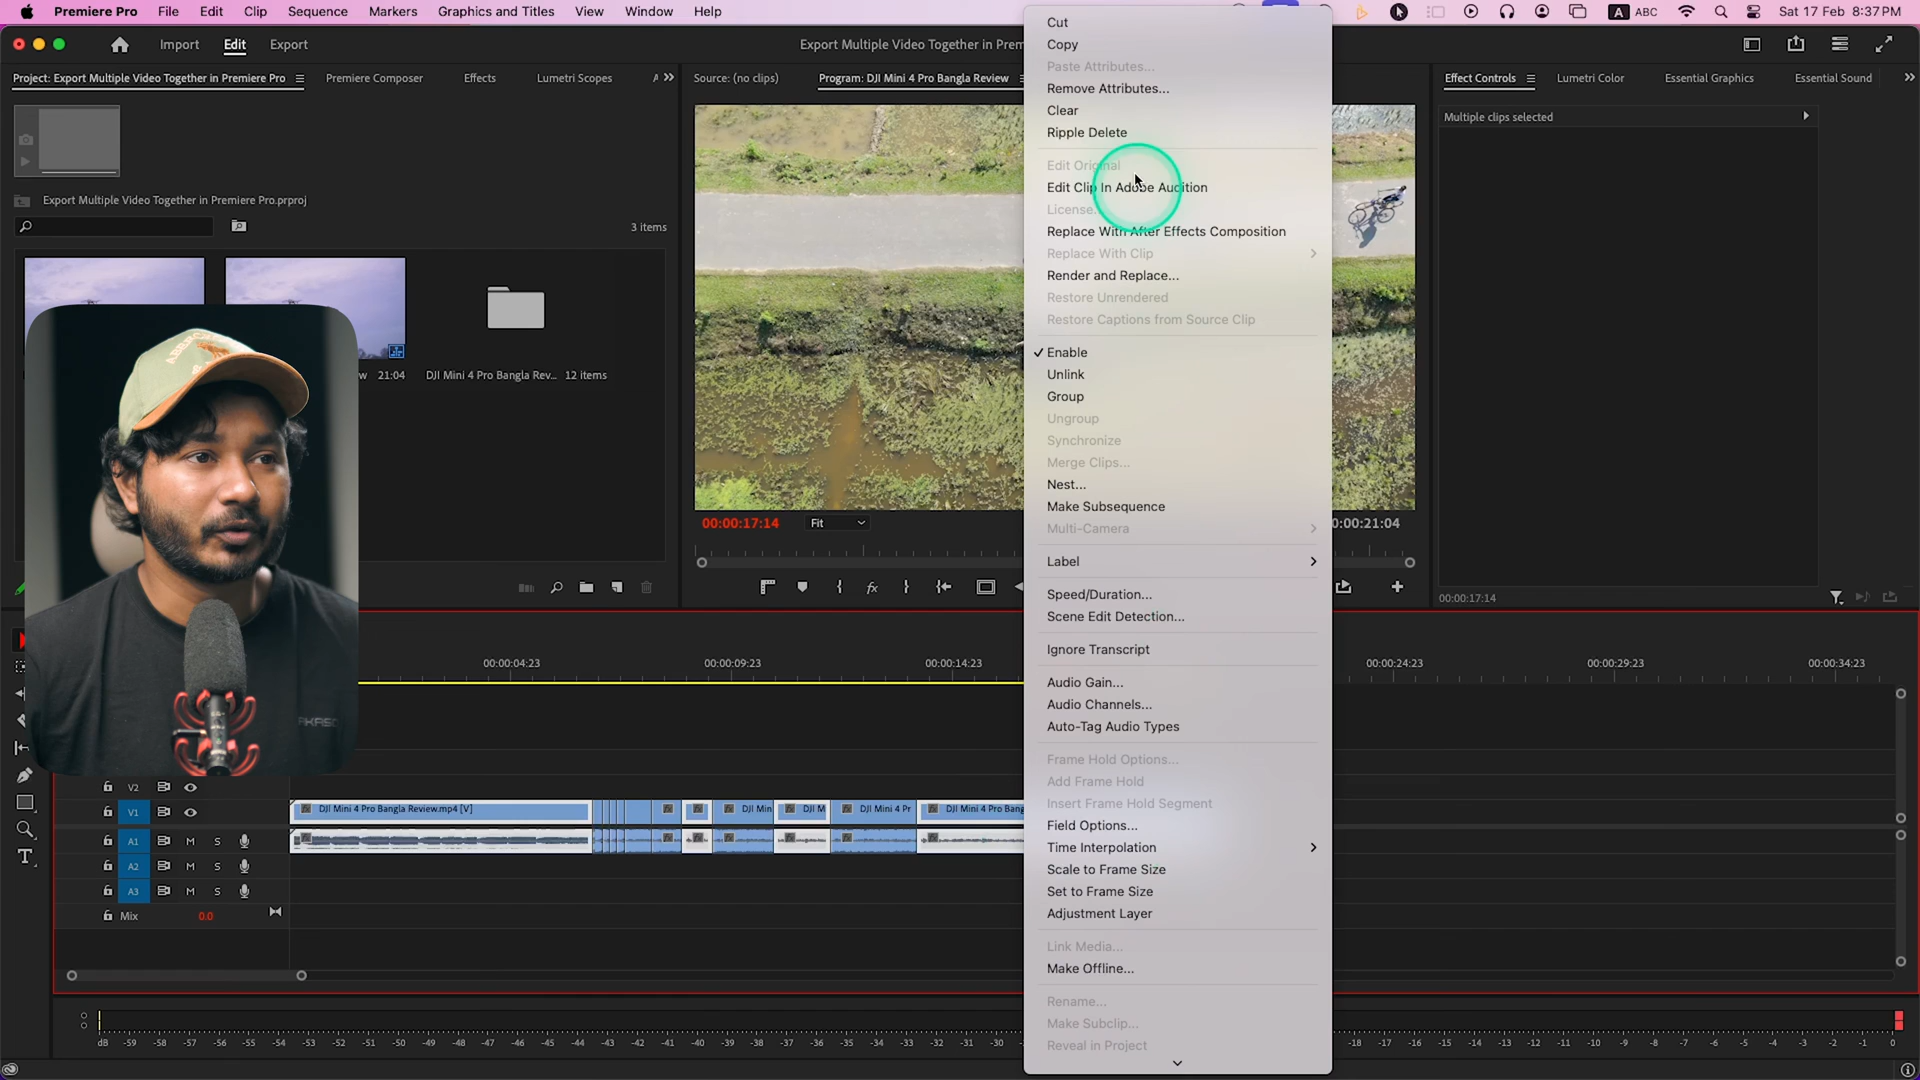 Premiere Pro File Edit Clip Sequence Markers Graphics and Titles View Window Help
A ABC Sat 17 Feb 8:37 PM
Import Edit Export
Export Multiple Video Together in Prem
Project: Export Multiple Video Together in Premiere Pro
Premiere Composer Effects Lumetri Scopes
Source: (no clips) Program: DJI Mini 4 Pro Bangla Review
Effect Controls Lumetri Color Essential Graphics Essential Sound
Multiple clips selected
Export Multiple Video Together in Premiere Pro.prproj
3 items
w 21:04
DJI Mini 4 Pro Bangla Rev... 12 items
00:00:17:14 Fit 0:00:21:04
00:00:17:14
Cut
Copy
Paste Attributes...
Remove Attributes...
Clear
Ripple Delete
Edit Original
Edit Clip In Adobe Audition
License...
Replace With After Effects Composition
Replace With Clip
Render and Replace...
Restore Unrendered
Restore Captions from Source Clip
Enable
Unlink
Group
Ungroup
Synchronize
Merge Clips...
Nest...
Make Subsequence
Multi-Camera
Label
Speed/Duration...
Scene Edit Detection...
Ignore Transcript
Audio Gain...
Audio Channels...
Auto-Tag Audio Types
Frame Hold Options...
Add Frame Hold
Insert Frame Hold Segment
Field Options...
Time Interpolation
Scale to Frame Size
Set to Frame Size
Adjustment Layer
Link Media...
Make Offline...
Rename...
Make Subclip...
Reveal in Project
00:00:04:23 00:00:09:23 00:00:14:23 00:00:24:23 00:00:29:23 00:00:34:23
V2
V1 DJI Mini 4 Pro Bangla Review.mp4 [V] DJI Min DJI M DJI Mini 4 Pr DJI Mini 4 Pro Bang
A1 M S
A2 M S
A3 M S
Mix 0.0
dB -59 -56 -55 -54 -53 -52 -51 -50 -49 -48 -47 -46 -45 -44 -43 -42 -41 -40 -39 -38 -37 -36 -35 -34 -33 -32 -31 -18 -17 -16 -15 -14 -13 -12 -11 -10 -9 -8 -7 -6 -5 -4 -3 -2 -1 0